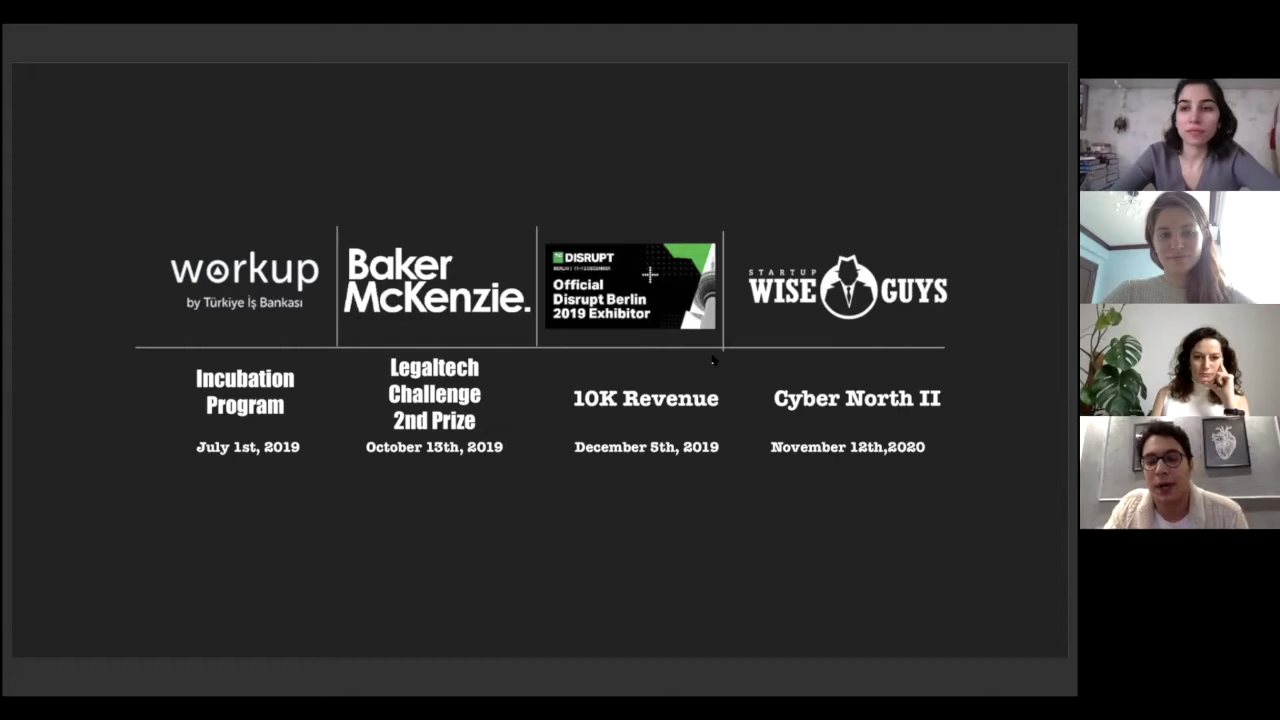 workup
by Türkiye İş Bankası
Baker
McKenzie.
DISRUPT
Official
Disrupt Berlin
2019 Exhibitor
STARTUP
WISE GUYS
Incubation
Program
July 1st, 2019
Legaltech
Challenge
2nd Prize
October 13th, 2019
10K Revenue
December 5th, 2019
Cyber North II
November 12th,2020